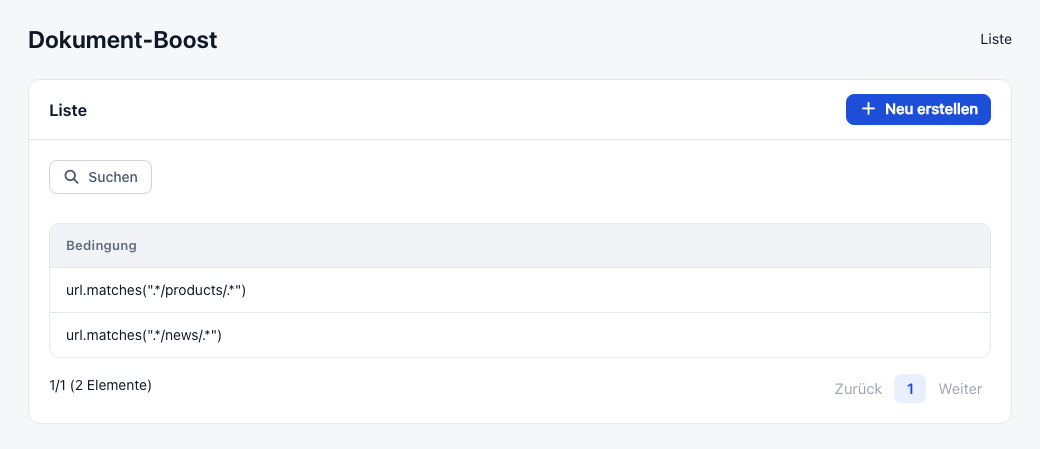 Dokument-Boost
Liste
Liste
Neu erstellen
Suchen
Bedingung
url.matches(".*/products/.*")
url.matches(".*/news/.*")
1/1 (2 Elemente)
Zurück 1 Weiter